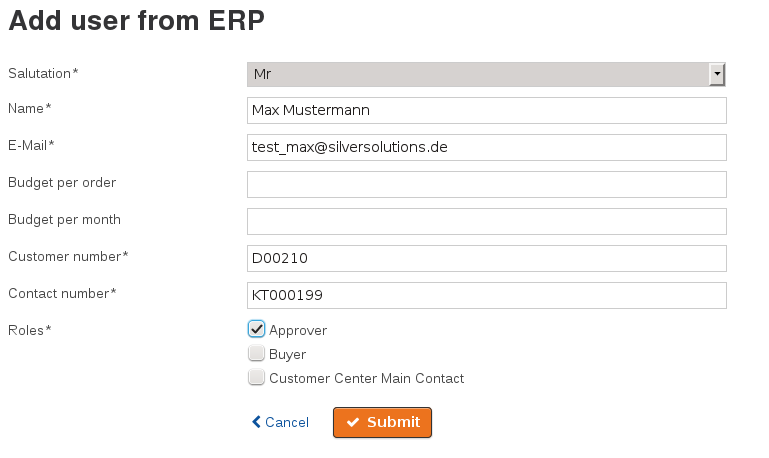 Add user from ERP
Salutation* Mr
Name* Max Mustermann
E-Mail* test_max@silversolutions.de
Budget per order
Budget per month
Customer number* D00210
Contact number* KT000199
Roles* Approver
Buyer
Customer Center Main Contact
Cancel Submit